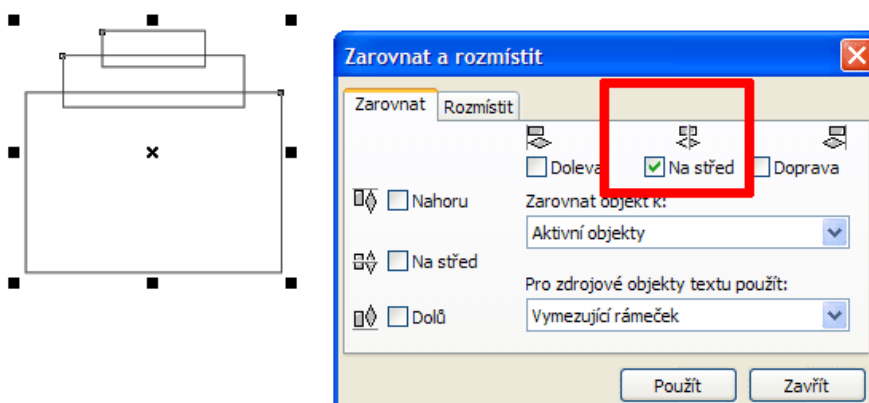 Zarovnat a rozmístit
Zarovnat Rozmístit
Doleva Na střed Doprava
Nahoru Zarovnat objekt k:
Aktivní objekty
Na střed
Pro zdrojové objekty textu použít:
Dolů Vymezující rámeček
Použít Zavřít